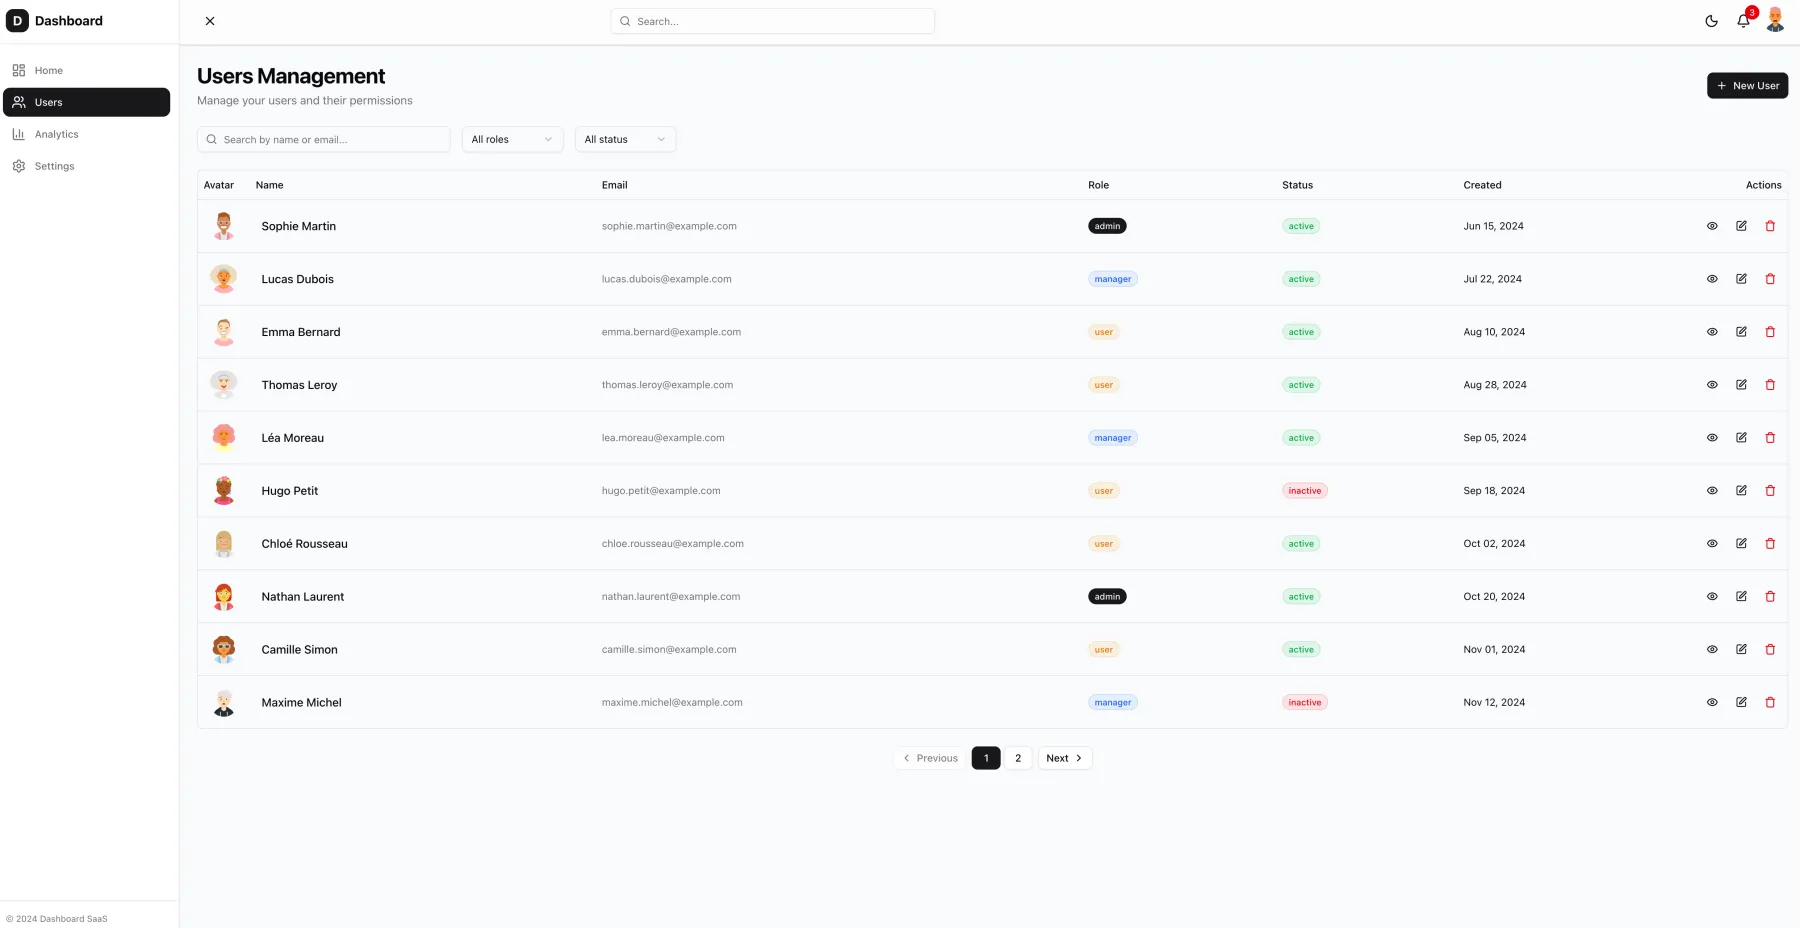 D Dashboard
Search...
3
Home
Users
Analytics
Settings
Users Management
Manage your users and their permissions
+ New User
Search by name or email...
All roles
All status
Avatar Name Email Role Status Created Actions
Sophie Martin sophie.martin@example.com admin active Jun 15, 2024
Lucas Dubois lucas.dubois@example.com manager active Jul 22, 2024
Emma Bernard emma.bernard@example.com user active Aug 10, 2024
Thomas Leroy thomas.leroy@example.com user active Aug 28, 2024
Léa Moreau lea.moreau@example.com manager active Sep 05, 2024
Hugo Petit hugo.petit@example.com user inactive Sep 18, 2024
Chloé Rousseau chloe.rousseau@example.com user active Oct 02, 2024
Nathan Laurent nathan.laurent@example.com admin active Oct 20, 2024
Camille Simon camille.simon@example.com user active Nov 01, 2024
Maxime Michel maxime.michel@example.com manager inactive Nov 12, 2024
Previous 1 2 Next
© 2024 Dashboard SaaS